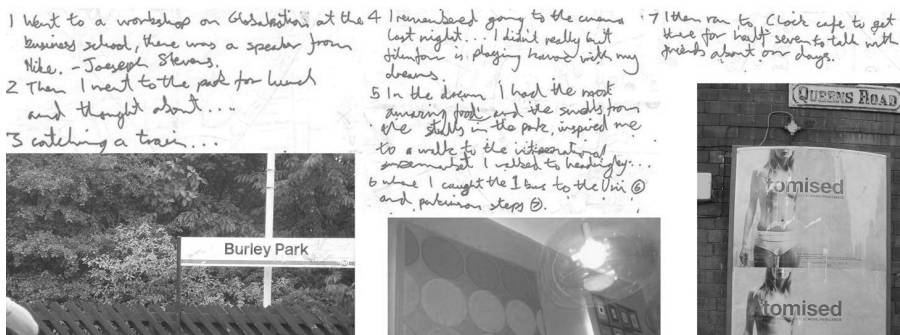 1 Went to a workshop on Globalisation at the
business school, there was a speaker from
Nike. - Joeseph Stevens.
2 Then I went to the park for lunch
and thought about....
3 catching a train...
Burley Park
4 I remembered going to the cinema
last night... I didn't really but
filmfan is playing havoc with my
dreams.
5 In the dream I had the most
amazing food and the smells from
the stalls in the park, inspired me
to a walk to the international
supermarket I walked to headingley...
6 where I caught the 1 bus to the Uni ⑥
and parkinson steps ⑦.
7 I then ran to Clock cafe to get
there for half seven to talk with
friends about our days.
QUEENS ROAD
tomised
tomised